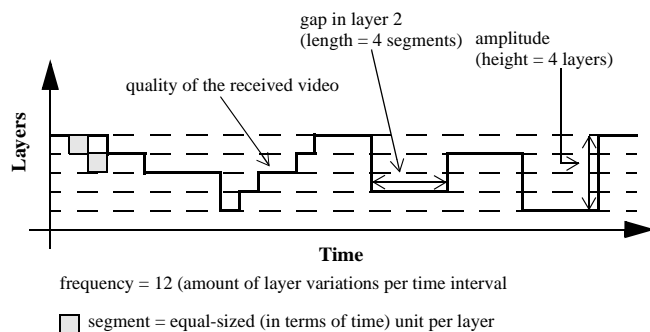 gap in layer 2
(length = 4 segments)
amplitude
(height = 4 layers)
quality of the received video
Layers
Time
frequency = 12 (amount of layer variations per time interval
segment = equal-sized (in terms of time) unit per layer